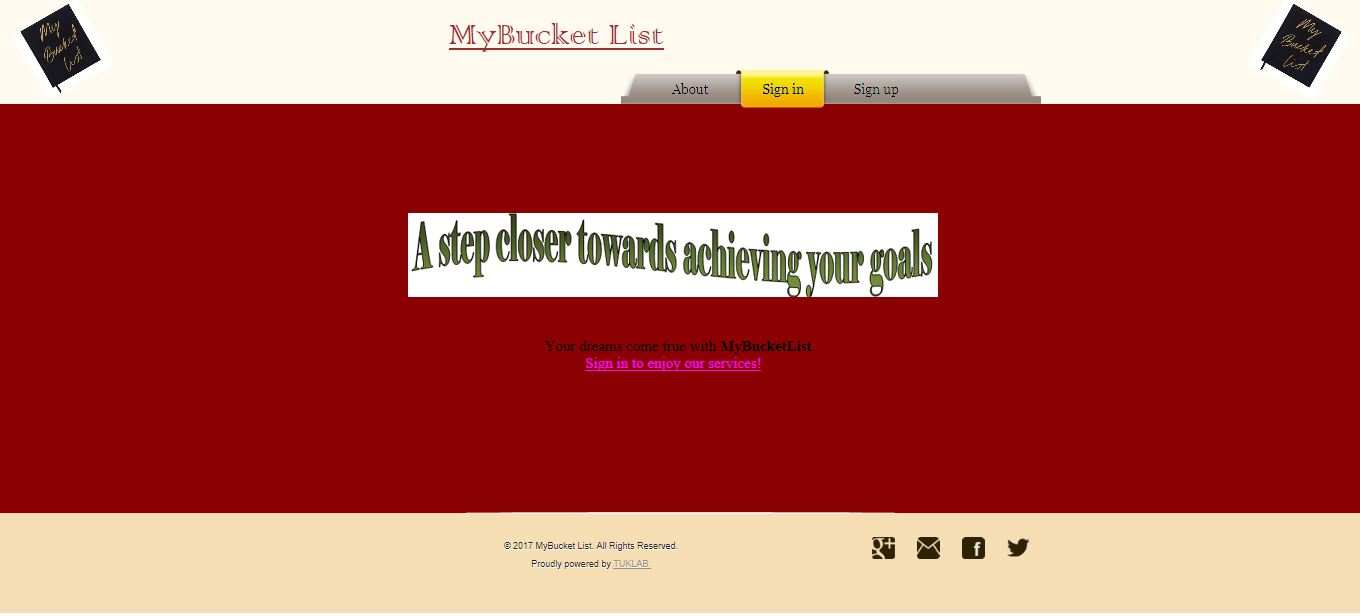 My
Bucket
List
MyBucket List
My
Bucket
List
About
Sign in
Sign up
A step closer towards achieving your goals
Your dreams come true with MyBucketList.
Sign in to enjoy our services!
© 2017 MyBucket List. All Rights Reserved.
Proudly powered by TUKLAB.